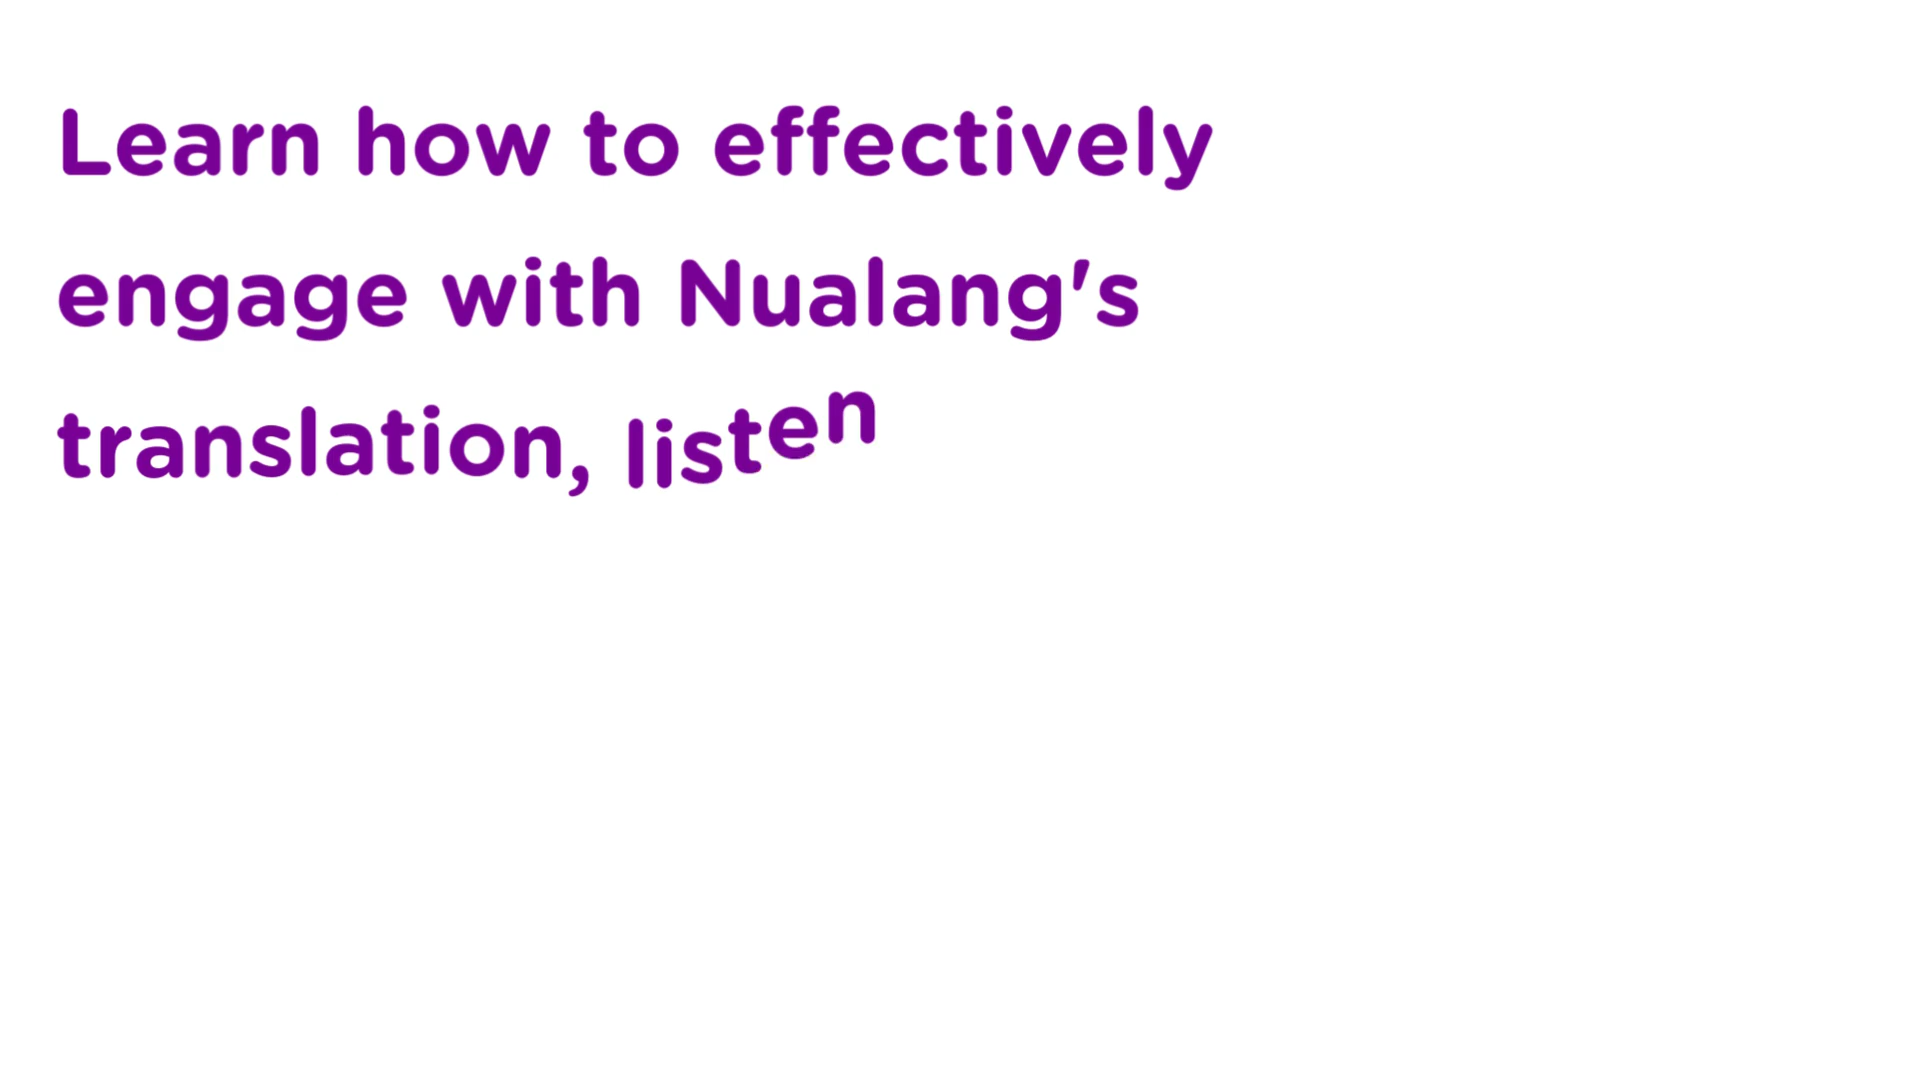 Learn how to effectively
engage with Nualang's
translation, listen